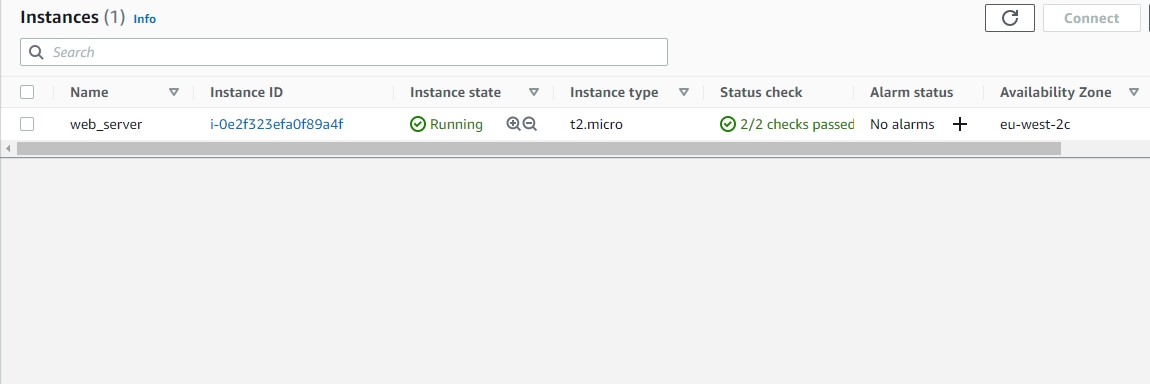 Instances (1) Info
Connect
Search
Name Instance ID Instance state Instance type Status check Alarm status Availability Zone
web_server i-0e2f323efa0f89a4f Running t2.micro 2/2 checks passed No alarms + eu-west-2c